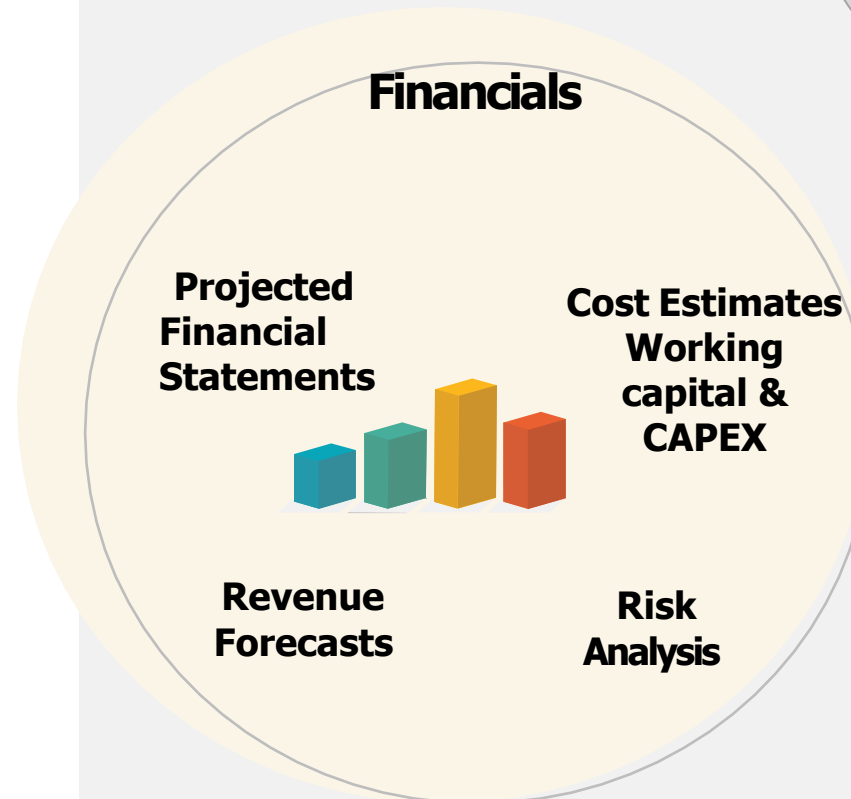 Financials
Projected
Financial
Statements
Cost Estimates
Working
capital &
CAPEX
Revenue
Forecasts
Risk
Analysis